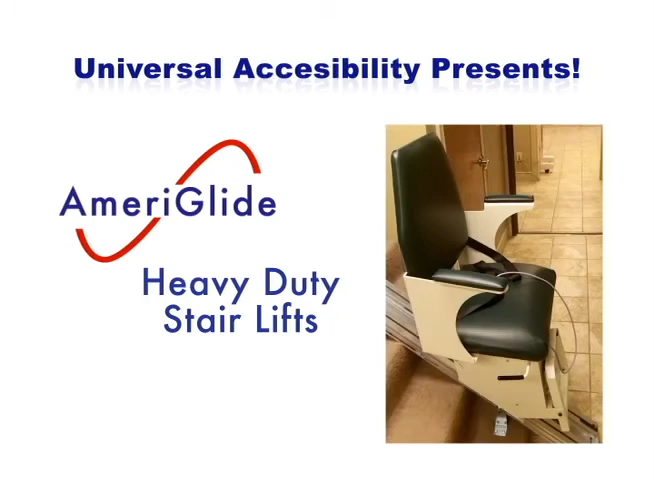 Universal Accesibility Presents!
AmeriGlide
Heavy Duty
Stair Lifts